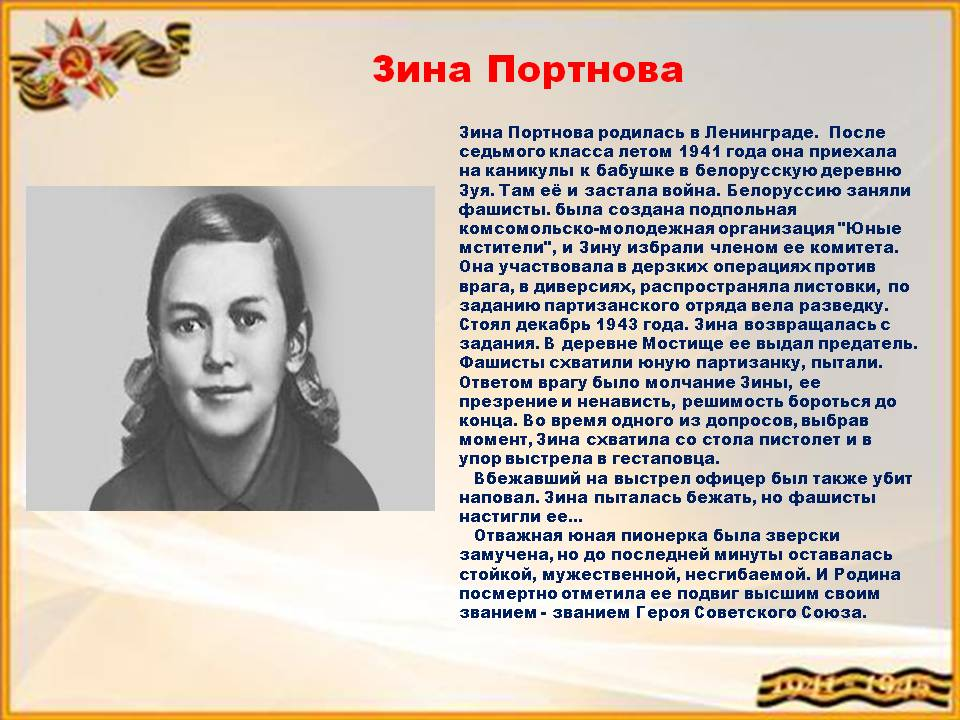 Зина Портнова
Зина Портнова родилась в Ленинграде. После
седьмого класса летом 1941 года она приехала
на каникулы к бабушке в белорусскую деревню
Зуя. Там её и застала война. Белоруссию заняли
фашисты. была создана подпольная
комсомольско-молодежная организация "Юные
мстители", и Зину избрали членом ее комитета.
Она участвовала в дерзких операциях против
врага, в диверсиях, распространяла листовки, по
заданию партизанского отряда вела разведку.
Стоял декабрь 1943 года. Зина возвращалась с
задания. В деревне Мостище ее выдал предатель.
Фашисты схватили юную партизанку, пытали.
Ответом врагу было молчание Зины, ее
презрение и ненависть, решимость бороться до
конца. Во время одного из допросов, выбрав
момент, Зина схватила со стола пистолет и в
упор выстрела в гестаповца.
Вбежавший на выстрел офицер был также убит
наповал. Зина пыталась бежать, но фашисты
настигли ее...
Отважная юная пионерка была зверски
замучена, но до последней минуты оставалась
стойкой, мужественной, несгибаемой. И Родина
посмертно отметила ее подвиг высшим своим
званием - званием Героя Советского Союза.
1941 - 1945